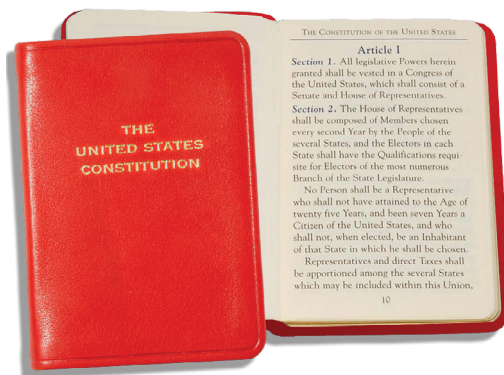 THE
UNITED STATES
CONSTITUTION
THE CONSTITUTION OF THE UNITED STATES
Article I
Section 1. All legislative Powers herein
granted shall be vested in a Congress of
the United States, which shall consist of a
Senate and House of Representatives.
Section 2. The House of Representatives
shall be composed of Members chosen
every second Year by the People of the
several States, and the Electors in each
State shall have the Qualifications requi-
site for Electors of the most numerous
Branch of the State Legislature.
No Person shall be a Representative
who shall not have attained to the Age of
twenty five Years, and been seven Years a
Citizen of the United States, and who
shall not, when elected, be an Inhabitant
of that State in which he shall be chosen.
Representatives and direct Taxes shall
be apportioned among the several States
which may be included within this Union,
10